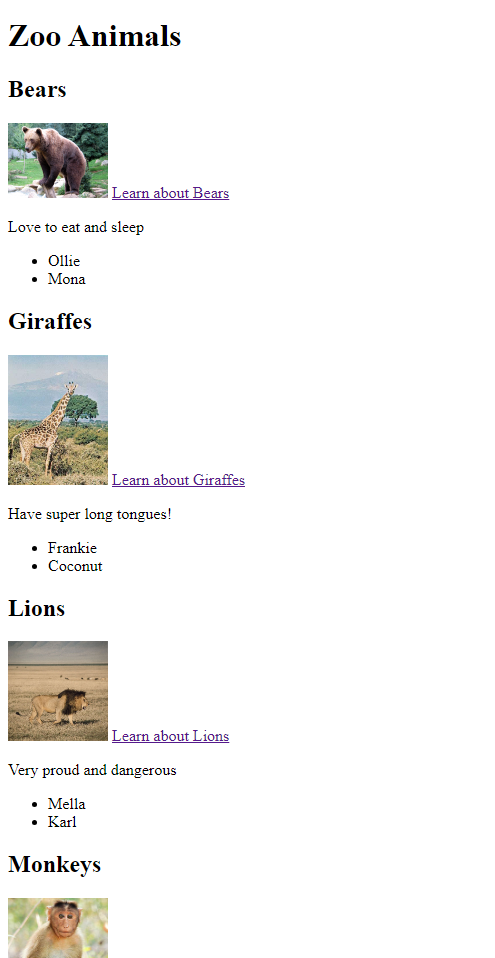 Zoo Animals
Bears
Learn about Bears
Love to eat and sleep
Ollie
Mona
Giraffes
Learn about Giraffes
Have super long tongues!
Frankie
Coconut
Lions
Learn about Lions
Very proud and dangerous
Mella
Karl
Monkeys